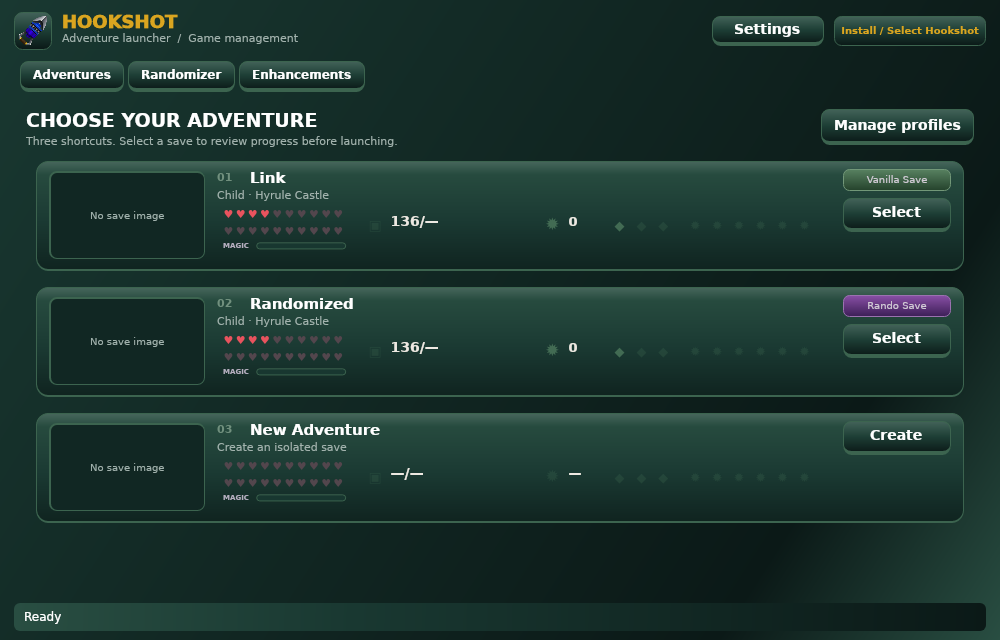 HOOKSHOT
Adventure launcher / Game management
Settings
Install / Select Hookshot
Adventures
Randomizer
Enhancements
CHOOSE YOUR ADVENTURE
Three shortcuts. Select a save to review progress before launching.
Manage profiles
No save image
01 Link
Child · Hyrule Castle
MAGIC
136/—
0
Vanilla Save
Select
No save image
02 Randomized
Child · Hyrule Castle
MAGIC
136/—
0
Rando Save
Select
No save image
03 New Adventure
Create an isolated save
MAGIC
—/—
—
Create
Ready